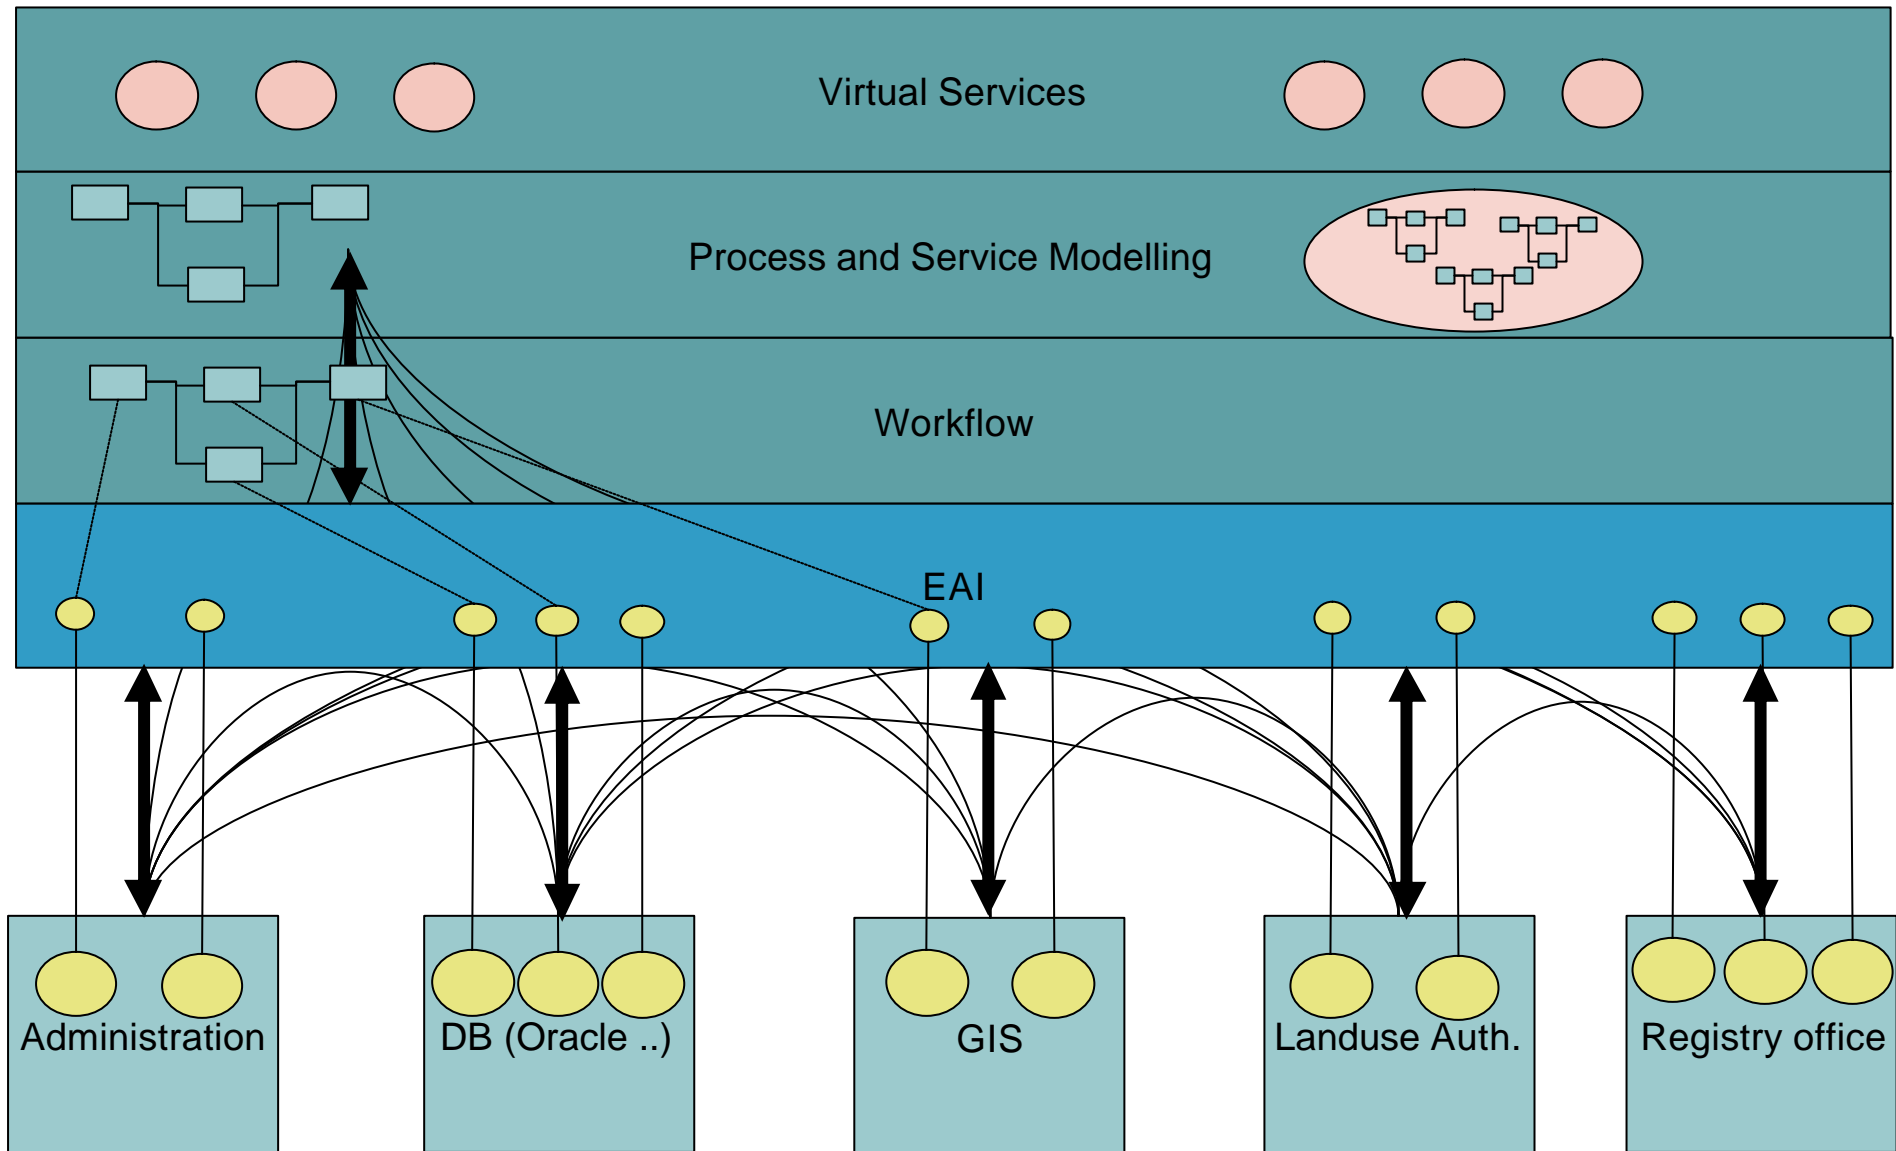 Virtual Services
Process and Service Modelling
Workflow
EAI
Administration
DB (Oracle ..)
GIS
Landuse Auth.
Registry office